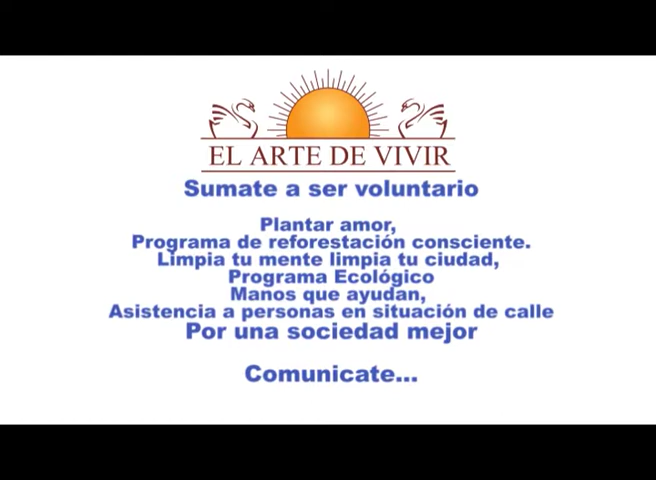 EL ARTE DE VIVIR
Sumate a ser voluntario
Plantar amor,
Programa de reforestación consciente.
Limpia tu mente limpia tu ciudad,
Programa Ecológico
Manos que ayudan,
Asistencia a personas en situación de calle
Por una sociedad mejor
Comunicate...